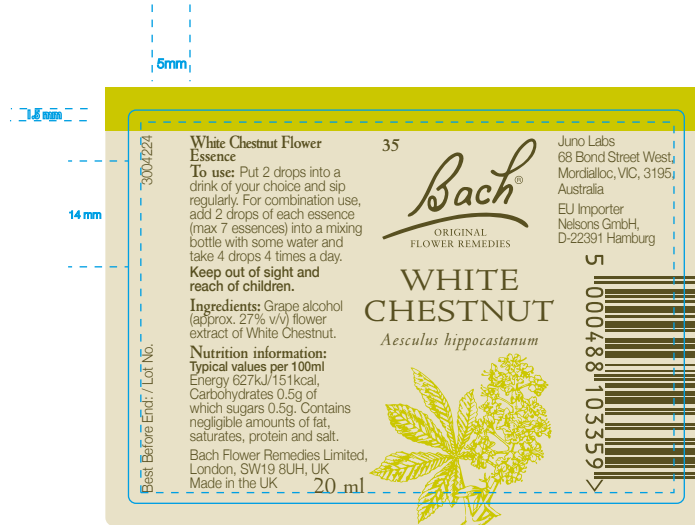 5mm
1.5 mm
14 mm
3004224
Best Before End: / Lot No.
White Chestnut Flower
Essence
To use: Put 2 drops into a
drink of your choice and sip
regularly. For combination use,
add 2 drops of each essence
(max 7 essences) into a mixing
bottle with some water and
take 4 drops 4 times a day.
Keep out of sight and
reach of children.
Ingredients: Grape alcohol
(approx. 27% v/v) flower
extract of White Chestnut.
Nutrition information:
Typical values per 100ml
Energy 627kJ/151kcal,
Carbohydrates 0.5g of
which sugars 0.5g. Contains
negligible amounts of fat,
saturates, protein and salt.
Bach Flower Remedies Limited,
London, SW19 8UH, UK
Made in the UK
20 ml
35
Bach®
ORIGINAL
FLOWER REMEDIES
WHITE
CHESTNUT
Aesculus hippocastanum
Juno Labs
68 Bond Street West,
Mordialloc, VIC, 3195,
Australia
EU Importer
Nelsons GmbH,
D-22391 Hamburg
5 000488 103359 >